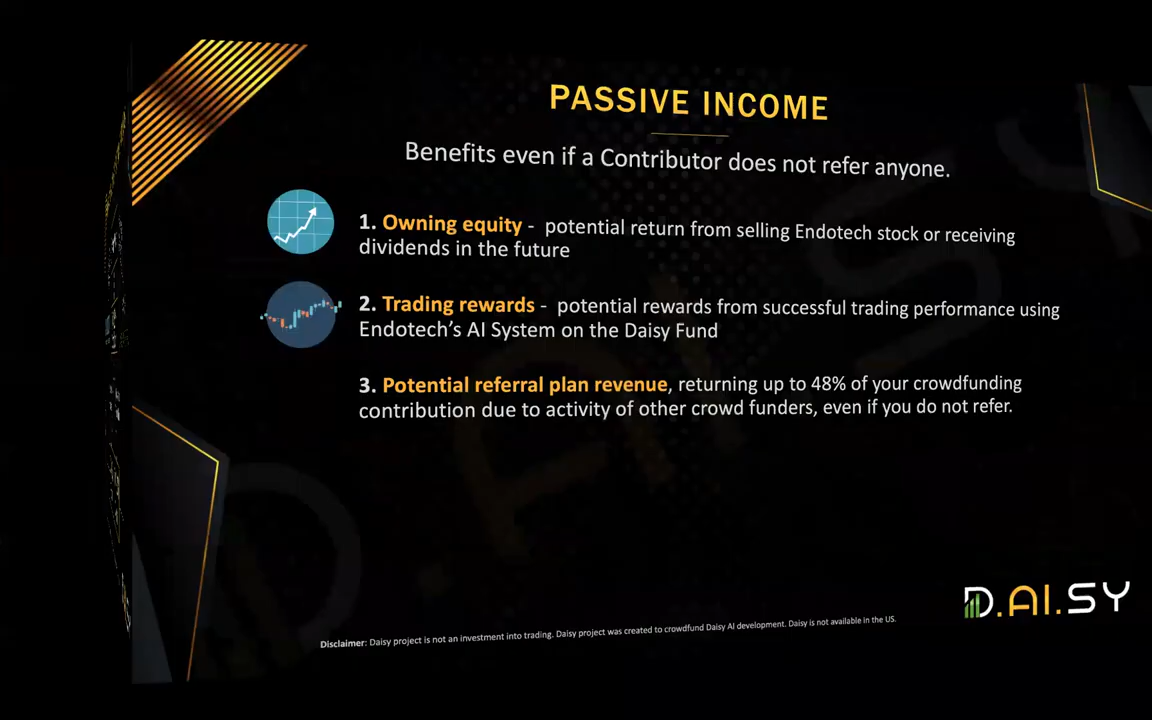 PASSIVE INCOME
Benefits even if a Contributor does not refer anyone.
1. Owning equity - potential return from selling Endotech stock or receiving
dividends in the future
2. Trading rewards - potential rewards from successful trading performance using
Endotech's AI System on the Daisy Fund
3. Potential referral plan revenue, returning up to 48% of your crowdfunding
contribution due to activity of other crowd funders, even if you do not refer.
D.AI.SY
Disclaimer: Daisy project is not an investment into trading. Daisy project was created to crowdfund Daisy AI development. Daisy is not available in the US.